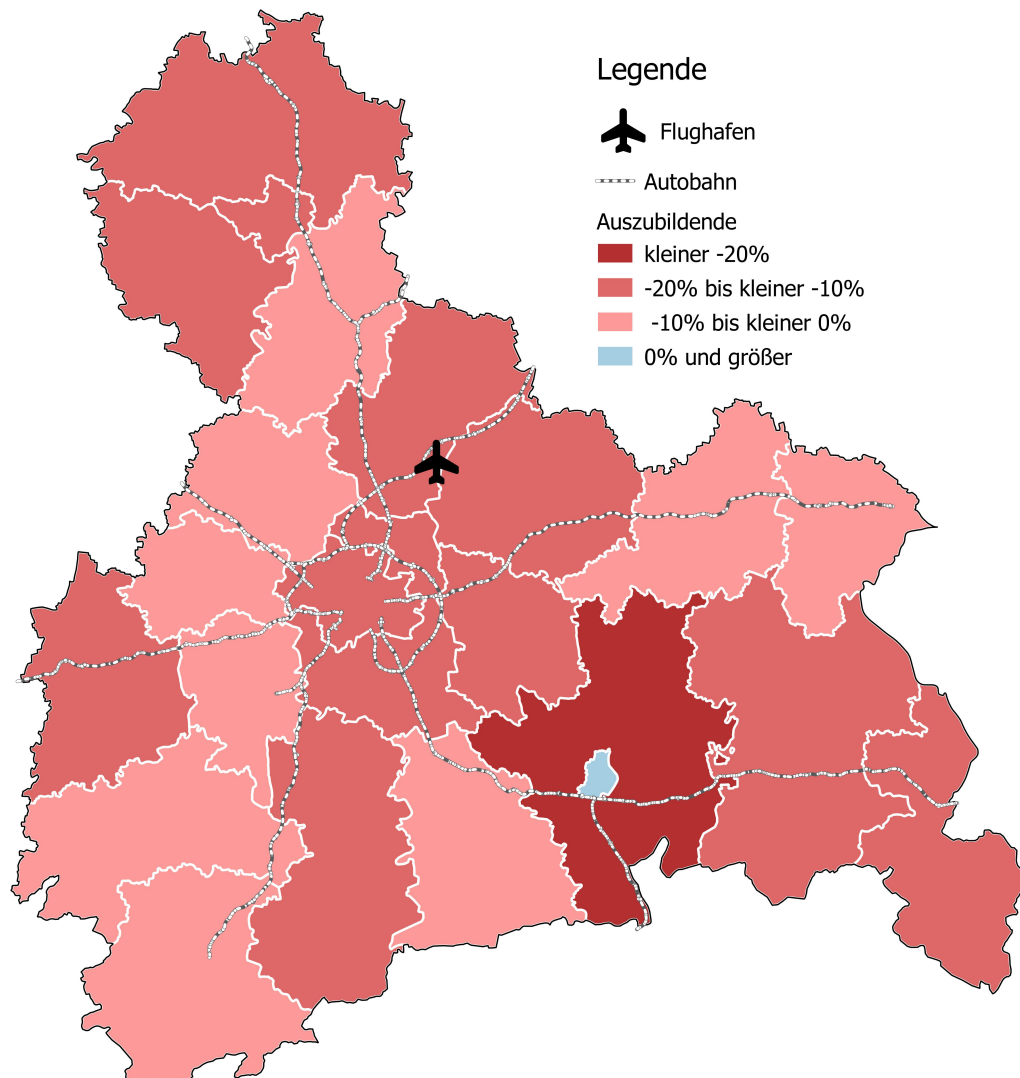 Legende
Flughafen
Autobahn
Auszubildende
kleiner -20%
-20% bis kleiner -10%
-10% bis kleiner 0%
0% und größer